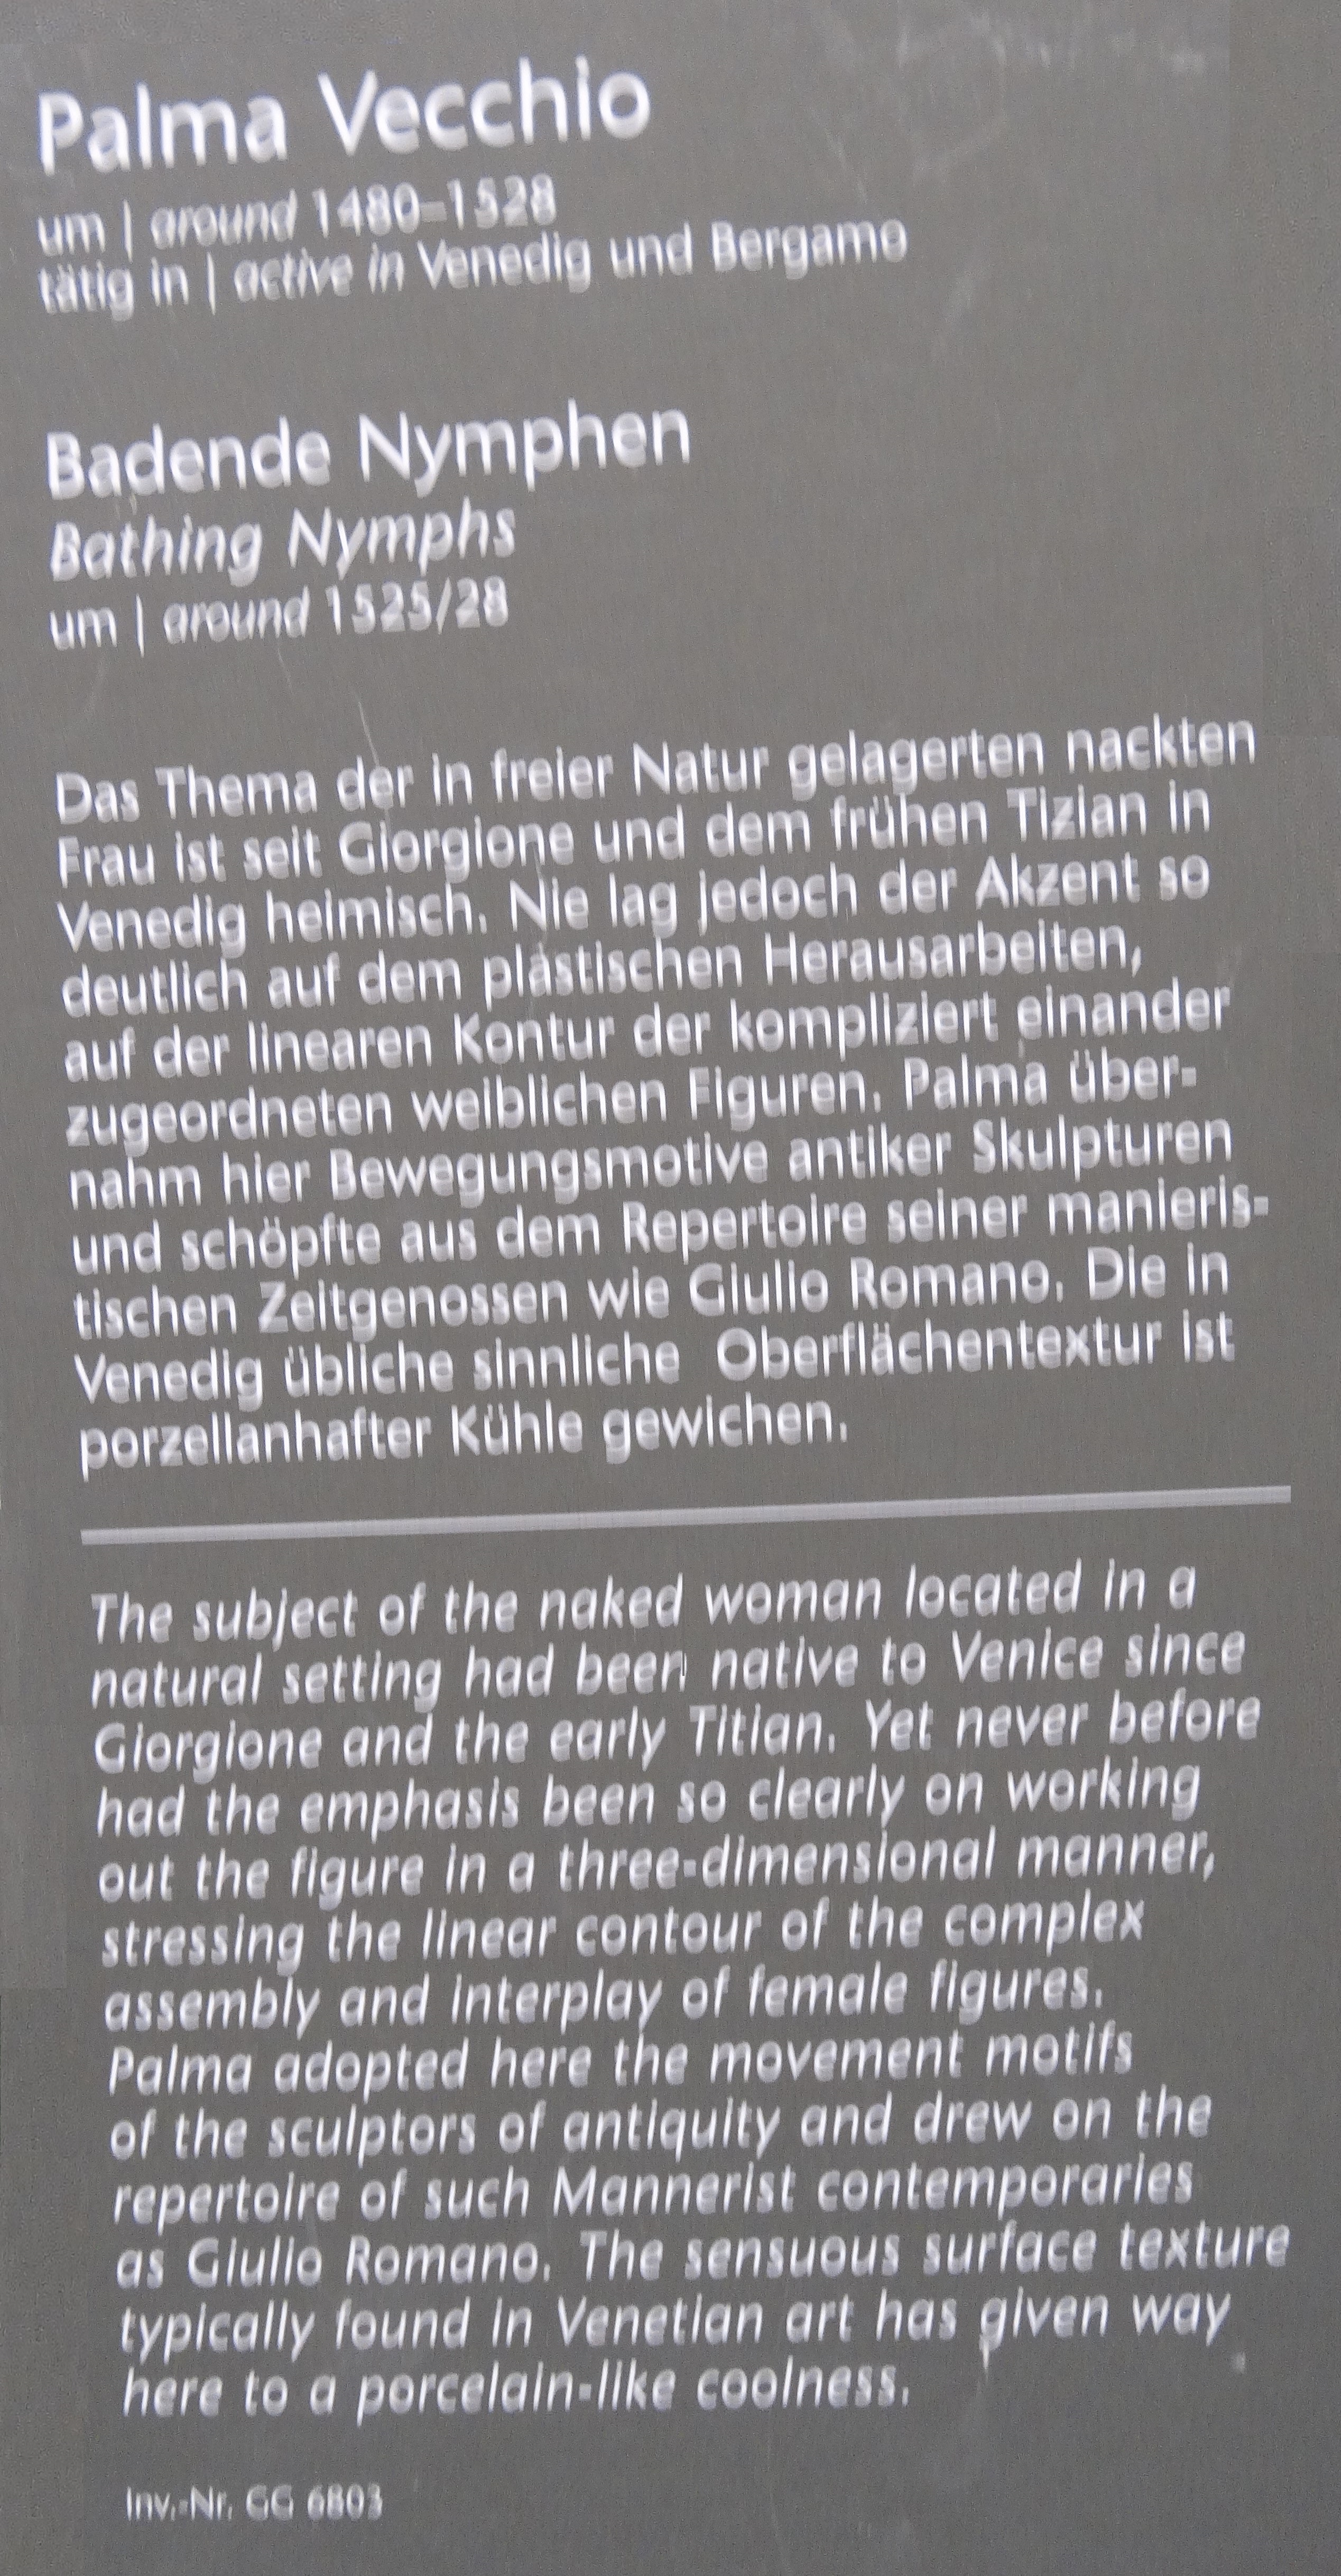 Palma Vecchio
um | around 1480–1528
tätig in | active in Venedig und Bergamo
Badende Nymphen
Bathing Nymphs
um | around 1525/28
Das Thema der in freier Natur gelagerten nackten
Frau ist seit Giorgione und dem frühen Tizian in
Venedig heimisch. Nie lag jedoch der Akzent so
deutlich auf dem plastischen Herausarbeiten,
auf der linearen Kontur der kompliziert einander
zugeordneten weiblichen Figuren. Palma über-
nahm hier Bewegungsmotive antiker Skulpturen
und schöpfte aus dem Repertoire seiner manieris-
tischen Zeitgenossen wie Giulio Romano. Die in
Venedig übliche sinnliche Oberflächentextur ist
porzellanhafter Kühle gewichen.
The subject of the naked woman located in a
natural setting had been native to Venice since
Giorgione and the early Titian. Yet never before
had the emphasis been so clearly on working
out the figure in a three-dimensional manner,
stressing the linear contour of the complex
assembly and interplay of female figures.
Palma adopted here the movement motifs
of the sculptors of antiquity and drew on the
repertoire of such Mannerist contemporaries
as Giulio Romano. The sensuous surface texture
typically found in Venetian art has given way
here to a porcelain-like coolness.
Inv.-Nr. GG 6803